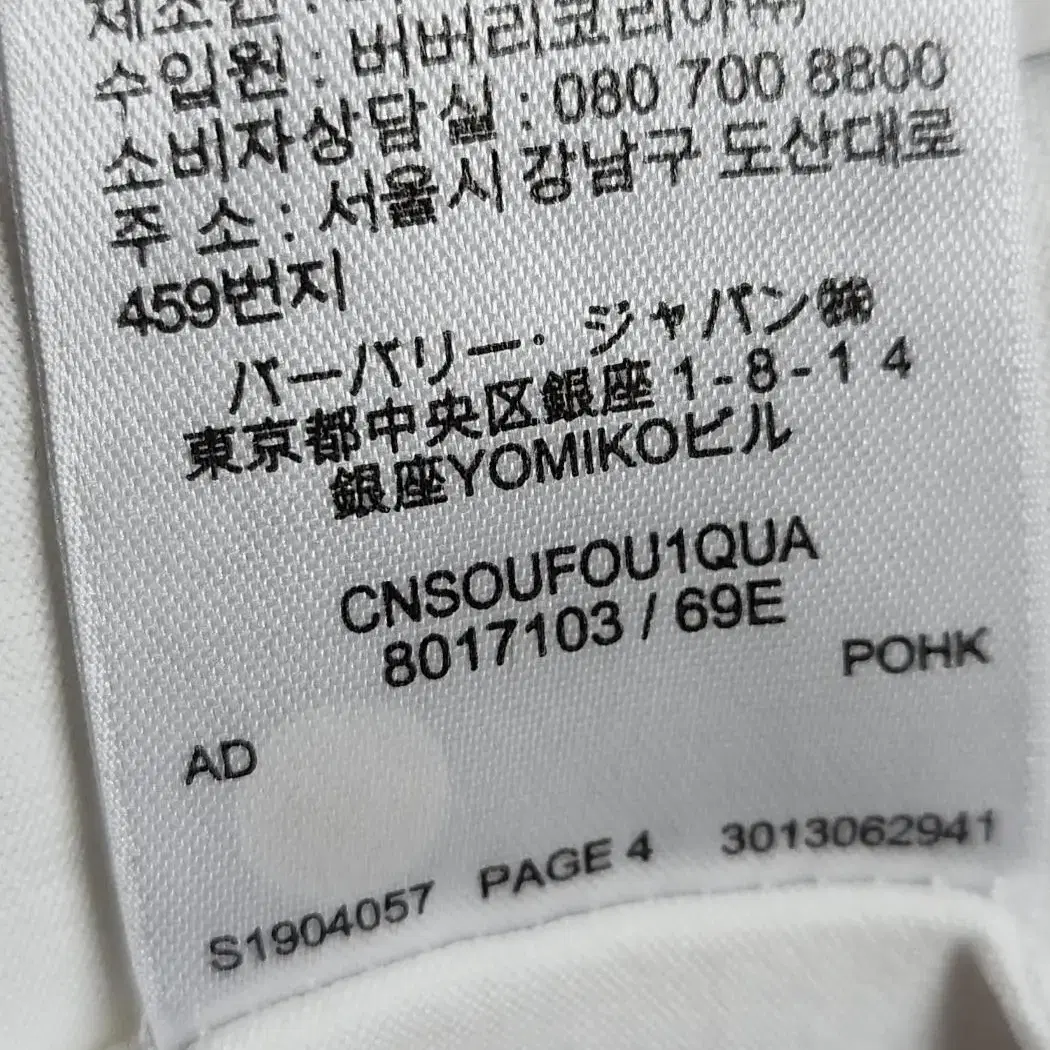 제조원 :
수입원 : 버버리코리아(주)
소비자상담실 : 080 700 8800
주 소 : 서울시 강남구 도산대로
459번지
バーバリー・ジャパン㈱
東京都中央区銀座 1-8-1 4
銀座YOMIKOビル
CNSOUFOU1QUA
8017103 / 69E
POHK
AD
S1904057 PAGE 4 3013062941